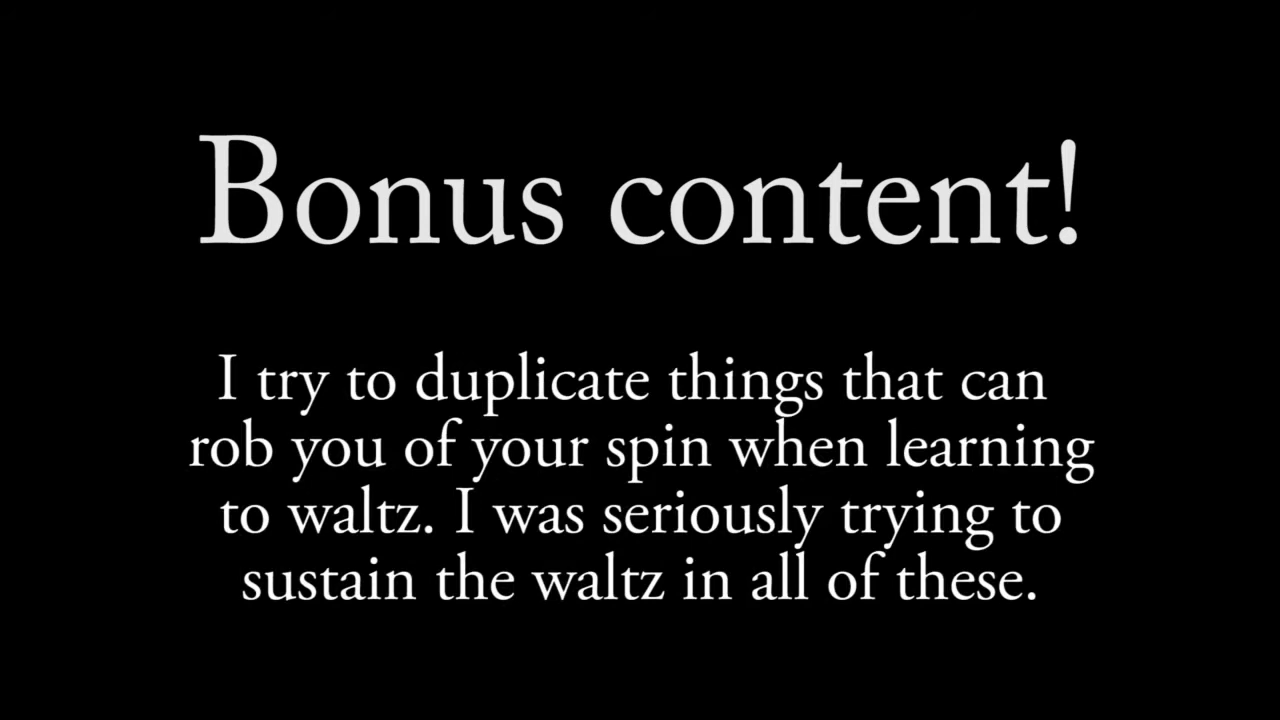 Bonus content!
I try to duplicate things that can
rob you of your spin when learning
to waltz. I was seriously trying to
sustain the waltz in all of these.